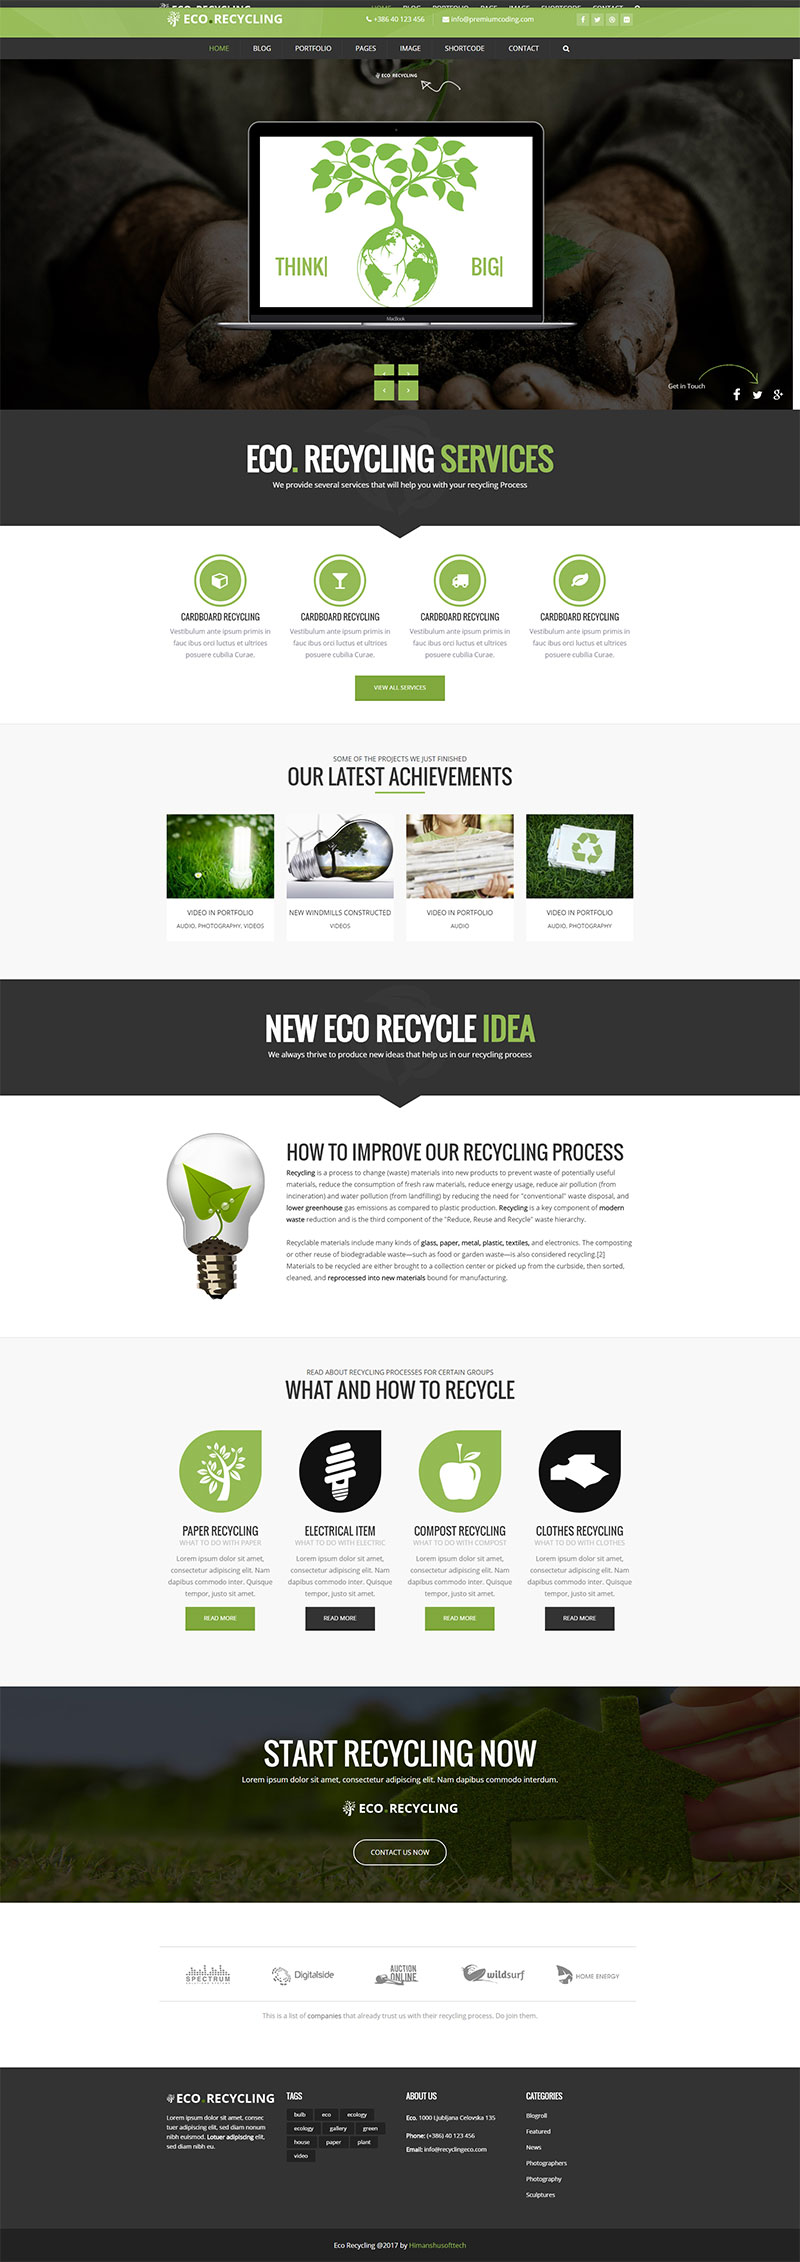 ECO.RECYCLING
HOME BLOG PORTFOLIO PAGES IMAGE SHORTCODE CONTACT
ECO.RECYCLING +386 40 123 456 info@premiumcoding.com
HOME BLOG PORTFOLIO PAGES IMAGE SHORTCODE CONTACT
ECO RECYCLING
THINK| BIG|
MacBook
Get in Touch
ECO. RECYCLING SERVICES
We provide several services that will help you with your recycling Process
CARDBOARD RECYCLING CARDBOARD RECYCLING CARDBOARD RECYCLING CARDBOARD RECYCLING
Vestibulum ante ipsum primis in Vestibulum ante ipsum primis in Vestibulum ante ipsum primis in Vestibulum ante ipsum primis in
fauc ibus orci luctus et ultrices fauc ibus orci luctus et ultrices fauc ibus orci luctus et ultrices fauc ibus orci luctus et ultrices
posuere cubilia Curae. posuere cubilia Curae. posuere cubilia Curae. posuere cubilia Curae.
VIEW ALL SERVICES
SOME OF THE PROJECTS WE JUST FINISHED
OUR LATEST ACHIEVEMENTS
VIDEO IN PORTFOLIO NEW WINDMILLS CONSTRUCTED VIDEO IN PORTFOLIO VIDEO IN PORTFOLIO
AUDIO, PHOTOGRAPHY, VIDEOS VIDEOS AUDIO AUDIO, PHOTOGRAPHY
NEW ECO RECYCLE IDEA
We always thrive to produce new ideas that help us in our recycling process
HOW TO IMPROVE OUR RECYCLING PROCESS
Recycling is a process to change (waste) materials into new products to prevent waste of potentially useful
materials, reduce the consumption of fresh raw materials, reduce energy usage, reduce air pollution (from
incineration) and water pollution (from landfilling) by reducing the need for "conventional" waste disposal, and
lower greenhouse gas emissions as compared to plastic production. Recycling is a key component of modern
waste reduction and is the third component of the "Reduce, Reuse and Recycle" waste hierarchy.
Recyclable materials include many kinds of glass, paper, metal, plastic, textiles, and electronics. The composting
or other reuse of biodegradable waste—such as food or garden waste—is also considered recycling.[2]
Materials to be recycled are either brought to a collection center or picked up from the curbside, then sorted,
cleaned, and reprocessed into new materials bound for manufacturing.
READ ABOUT RECYCLING PROCESSES FOR CERTAIN GROUPS
WHAT AND HOW TO RECYCLE
PAPER RECYCLING ELECTRICAL ITEM COMPOST RECYCLING CLOTHES RECYCLING
WHAT TO DO WITH PAPER WHAT TO DO WITH ELECTRIC WHAT TO DO WITH COMPOST WHAT TO DO WITH CLOTHES
Lorem ipsum dolor sit amet, Lorem ipsum dolor sit amet, Lorem ipsum dolor sit amet, Lorem ipsum dolor sit amet,
consectetur adipiscing elit. Nam consectetur adipiscing elit. Nam consectetur adipiscing elit. Nam consectetur adipiscing elit. Nam
dapibus commodo inter. Quisque dapibus commodo inter. Quisque dapibus commodo inter. Quisque dapibus commodo inter. Quisque
tempor, justo sit amet. tempor, justo sit amet. tempor, justo sit amet. tempor, justo sit amet.
READ MORE READ MORE READ MORE READ MORE
START RECYCLING NOW
Lorem ipsum dolor sit amet, consectetur adipiscing elit. Nam dapibus commodo interdum.
ECO.RECYCLING
CONTACT US NOW
SPECTRUM Digitalside AUCTION ONLINE wildsurf HOME ENERGY
This is a list of companies that already trust us with their recycling process. Do join them.
ECO.RECYCLING
Lorem ipsum dolor sit amet, consec
tuer adipiscing elit, sed diam nonum
nibh euismod. Lotuer adipiscing elit,
sed diam nibh eu.
TAGS
bulb eco ecology
ecology gallery green
house paper plant
video
ABOUT US
Eco. 1000 Ljubljana Celovska 135
Phone: (+386) 40 123 456
Email: info@recyclingeco.com
CATEGORIES
Blogroll
Featured
News
Photographers
Photography
Sculptures
Eco Recycling @2017 by Himanshusofttech